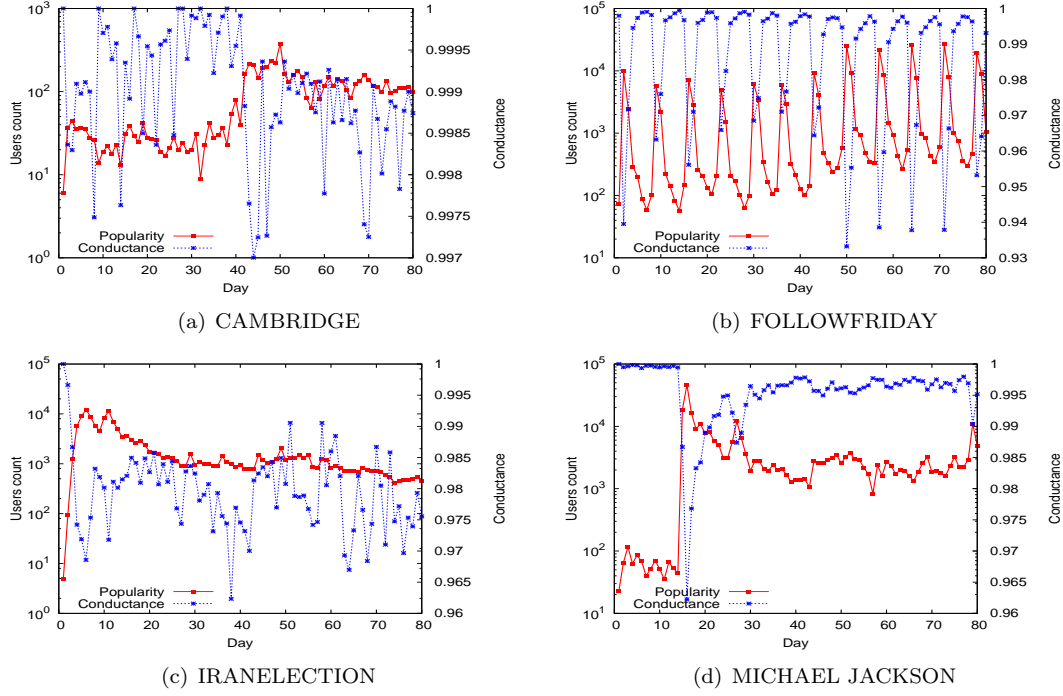 10^3
10^2
10^1
10^0
Users count
1
0.9995
0.999
0.9985
0.998
0.9975
0.997
Conductance
Popularity
Conductance
0 10 20 30 40 50 60 70 80
Day
(a) CAMBRIDGE
10^5
10^4
10^3
10^2
10^1
Users count
1
0.99
0.98
0.97
0.96
0.95
0.94
0.93
Conductance
Popularity
Conductance
0 10 20 30 40 50 60 70 80
Day
(b) FOLLOWFRIDAY
10^5
10^4
10^3
10^2
10^1
10^0
Users count
1
0.995
0.99
0.985
0.98
0.975
0.97
0.965
0.96
Conductance
Popularity
Conductance
0 10 20 30 40 50 60 70 80
Day
(c) IRANELECTION
10^5
10^4
10^3
10^2
10^1
Users count
1
0.995
0.99
0.985
0.98
0.975
0.97
0.965
0.96
Conductance
Popularity
Conductance
0 10 20 30 40 50 60 70 80
Day
(d) MICHAEL JACKSON